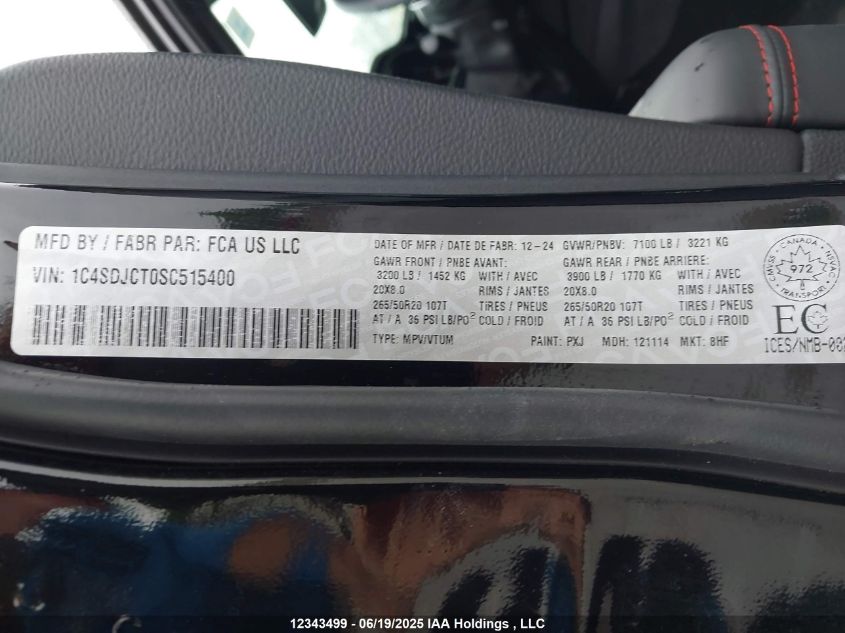 MFD BY / FABR PAR: FCA US LLC
VIN: 1C4SDJCT0SC515400
DATE OF MFR / DATE DE FABR: 12-24 GVWR/PNBV: 7100 LB / 3221 KG
GAWR FRONT / PNBE AVANT: GAWR REAR / PNBE ARRIERE:
3200 LB / 1452 KG WITH / AVEC 3900 LB / 1770 KG WITH / AVEC
20X8.0 RIMS / JANTES 20X8.0 RIMS / JANTES
265/50R20 107T TIRES / PNEUS 265/50R20 107T TIRES / PNEUS
AT / A 36 PSI LB/PO² COLD / FROID AT / A 36 PSI LB/PO² COLD / FROID
TYPE: MPV/VTUM PAINT: PXJ MDH: 121114 MKT: 8HF
CANADA
972
TRANSPORT
EC
ICES/NMB-002
12343499 - 06/19/2025 IAA Holdings , LLC